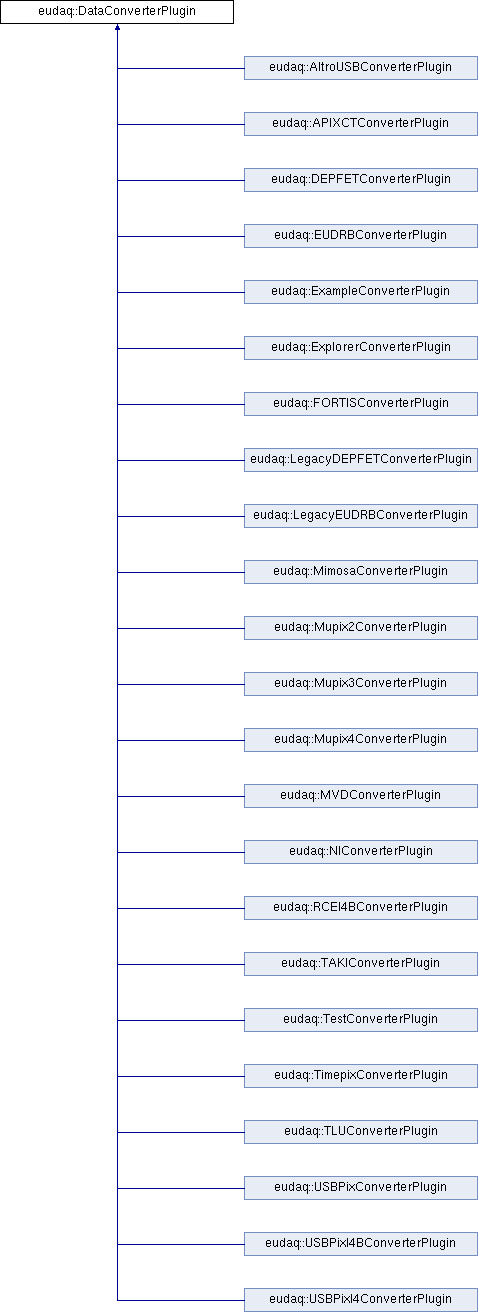 eudaq::DataConverterPlugin
eudaq::AltroUSBConverterPlugin
eudaq::APIXCTConverterPlugin
eudaq::DEPFETConverterPlugin
eudaq::EUDRBConverterPlugin
eudaq::ExampleConverterPlugin
eudaq::ExplorerConverterPlugin
eudaq::FORTISConverterPlugin
eudaq::LegacyDEPFETConverterPlugin
eudaq::LegacyEUDRBConverterPlugin
eudaq::MimosaConverterPlugin
eudaq::Mupix2ConverterPlugin
eudaq::Mupix3ConverterPlugin
eudaq::Mupix4ConverterPlugin
eudaq::MVDConverterPlugin
eudaq::NIConverterPlugin
eudaq::RCEI4BConverterPlugin
eudaq::TAKIConverterPlugin
eudaq::TestConverterPlugin
eudaq::TimepixConverterPlugin
eudaq::TLUConverterPlugin
eudaq::USBPixConverterPlugin
eudaq::USBPixI4BConverterPlugin
eudaq::USBPixI4ConverterPlugin